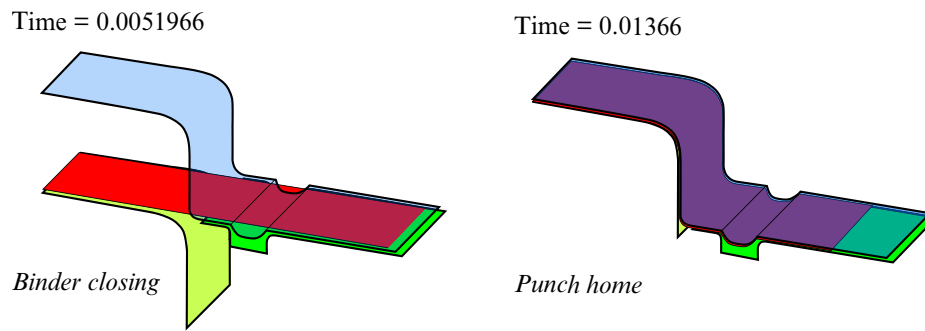 Time = 0.0051966
Time = 0.01366
Binder closing
Punch home